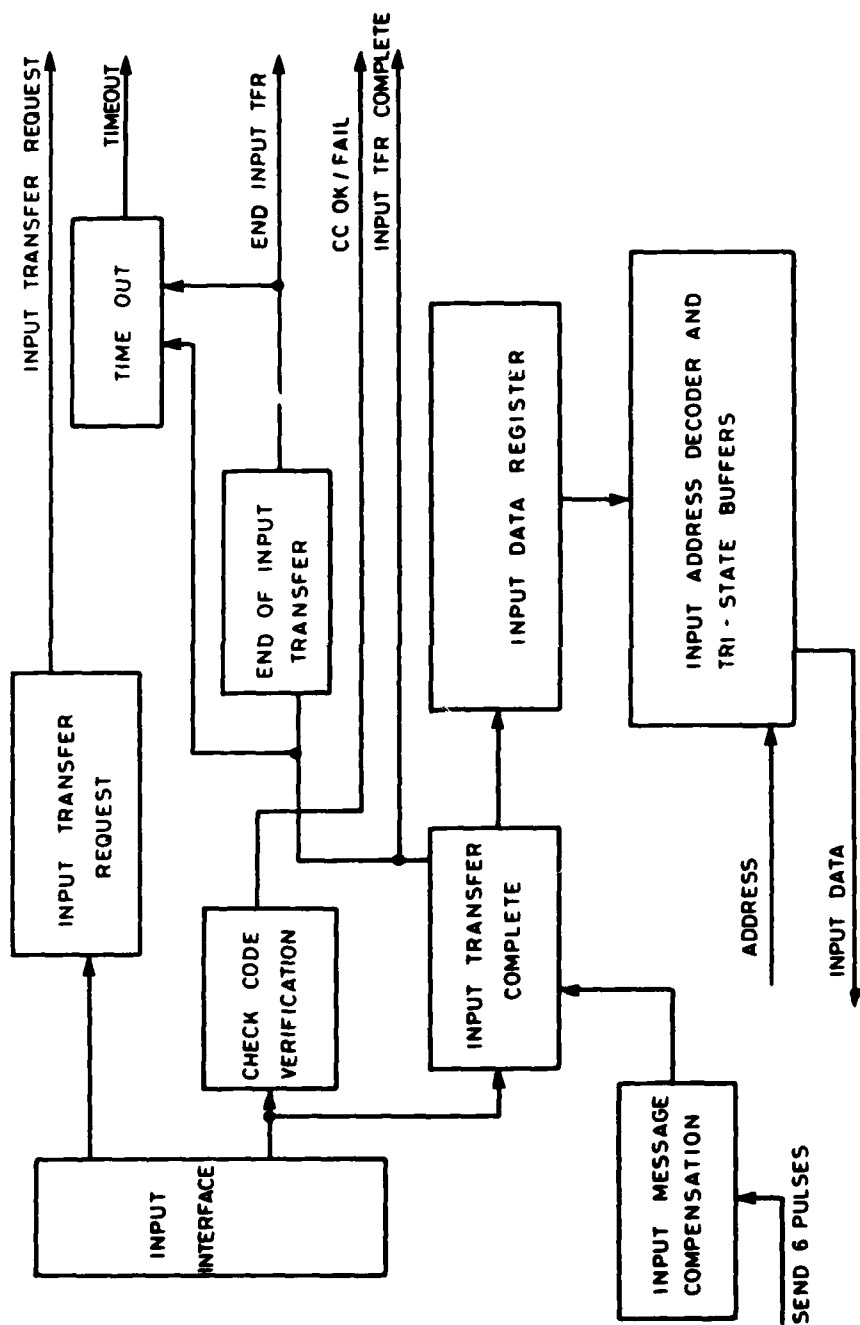 INPUT
INTERFACE
INPUT TRANSFER
REQUEST
INPUT TRANSFER REQUEST
TIME OUT
TIMEOUT
END OF INPUT
TRANSFER
END INPUT TFR
CHECK CODE
VERIFICATION
CC OK / FAIL
INPUT TFR COMPLETE
INPUT TRANSFER
COMPLETE
INPUT DATA REGISTER
INPUT MESSAGE
COMPENSATION
SEND 6 PULSES
INPUT ADDRESS DECODER AND
TRI - STATE BUFFERS
ADDRESS
INPUT DATA